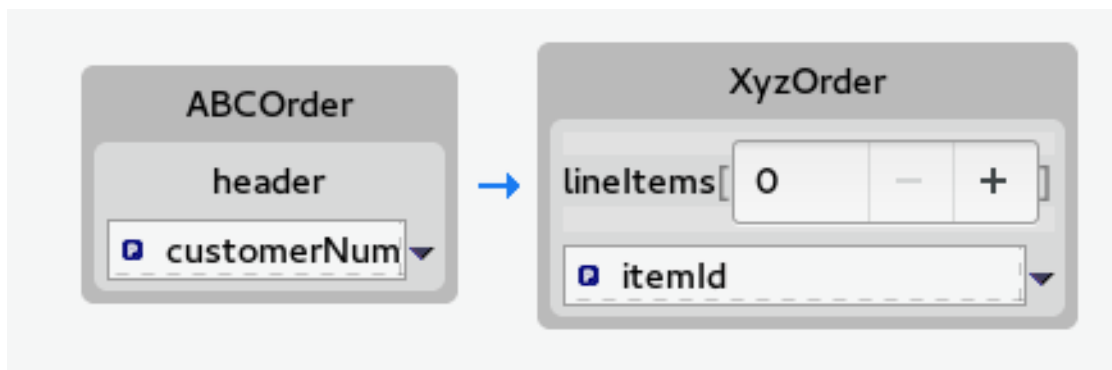 ABCOrder
header
customerNum
XyzOrder
lineItems[ 0 − + ]
itemId